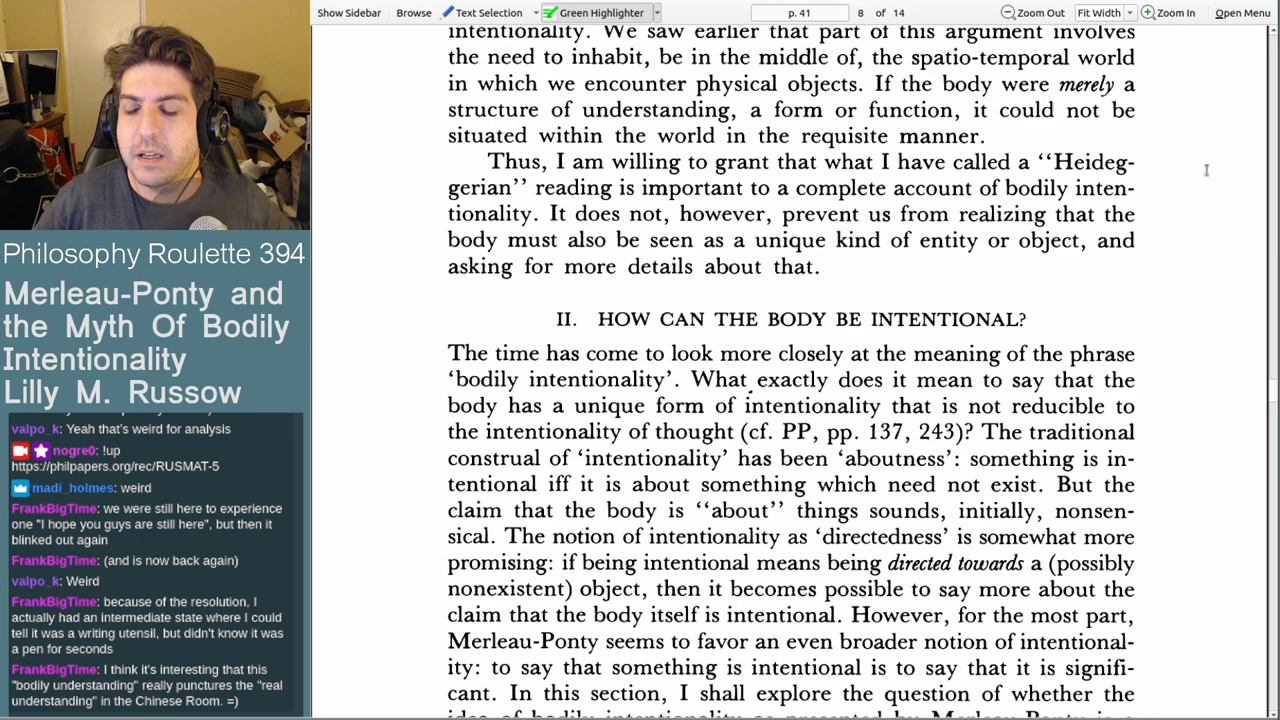 Show Sidebar Browse Text Selection Green Highlighter p. 41 8 of 14 Zoom Out Fit Width Zoom In Open Menu
intentionality. We saw earlier that part of this argument involves
the need to inhabit, be in the middle of, the spatio-temporal world
in which we encounter physical objects. If the body were merely a
structure of understanding, a form or function, it could not be
situated within the world in the requisite manner.
Thus, I am willing to grant that what I have called a “Heideg-
gerian” reading is important to a complete account of bodily inten-
tionality. It does not, however, prevent us from realizing that the
body must also be seen as a unique kind of entity or object, and
asking for more details about that.
II. HOW CAN THE BODY BE INTENTIONAL?
The time has come to look more closely at the meaning of the phrase
‘bodily intentionality’. What exactly does it mean to say that the
body has a unique form of intentionality that is not reducible to
the intentionality of thought (cf. PP, pp. 137, 243)? The traditional
construal of ‘intentionality’ has been ‘aboutness’: something is in-
tentional iff it is about something which need not exist. But the
claim that the body is “about” things sounds, initially, nonsen-
sical. The notion of intentionality as ‘directedness’ is somewhat more
promising: if being intentional means being directed towards a (possibly
nonexistent) object, then it becomes possible to say more about the
claim that the body itself is intentional. However, for the most part,
Merleau-Ponty seems to favor an even broader notion of intentional-
ity: to say that something is intentional is to say that it is signifi-
cant. In this section, I shall explore the question of whether the
Philosophy Roulette 394
Merleau-Ponty and
the Myth Of Bodily
Intentionality
Lilly M. Russow
valpo_k: Yeah that's weird for analysis
nogre0: !up
https://philpapers.org/rec/RUSMAT-5
madi_holmes: weird
FrankBigTime: we were still here to experience
one "I hope you guys are still here", but then it
blinked out again
FrankBigTime: (and is now back again)
valpo_k: Weird
FrankBigTime: because of the resolution, I
actually had an intermediate state where I could
tell it was a writing utensil, but didn't know it was
a pen for seconds
FrankBigTime: I think it's interesting that this
"bodily understanding" really punctures the "real
understanding" in the Chinese Room. =)